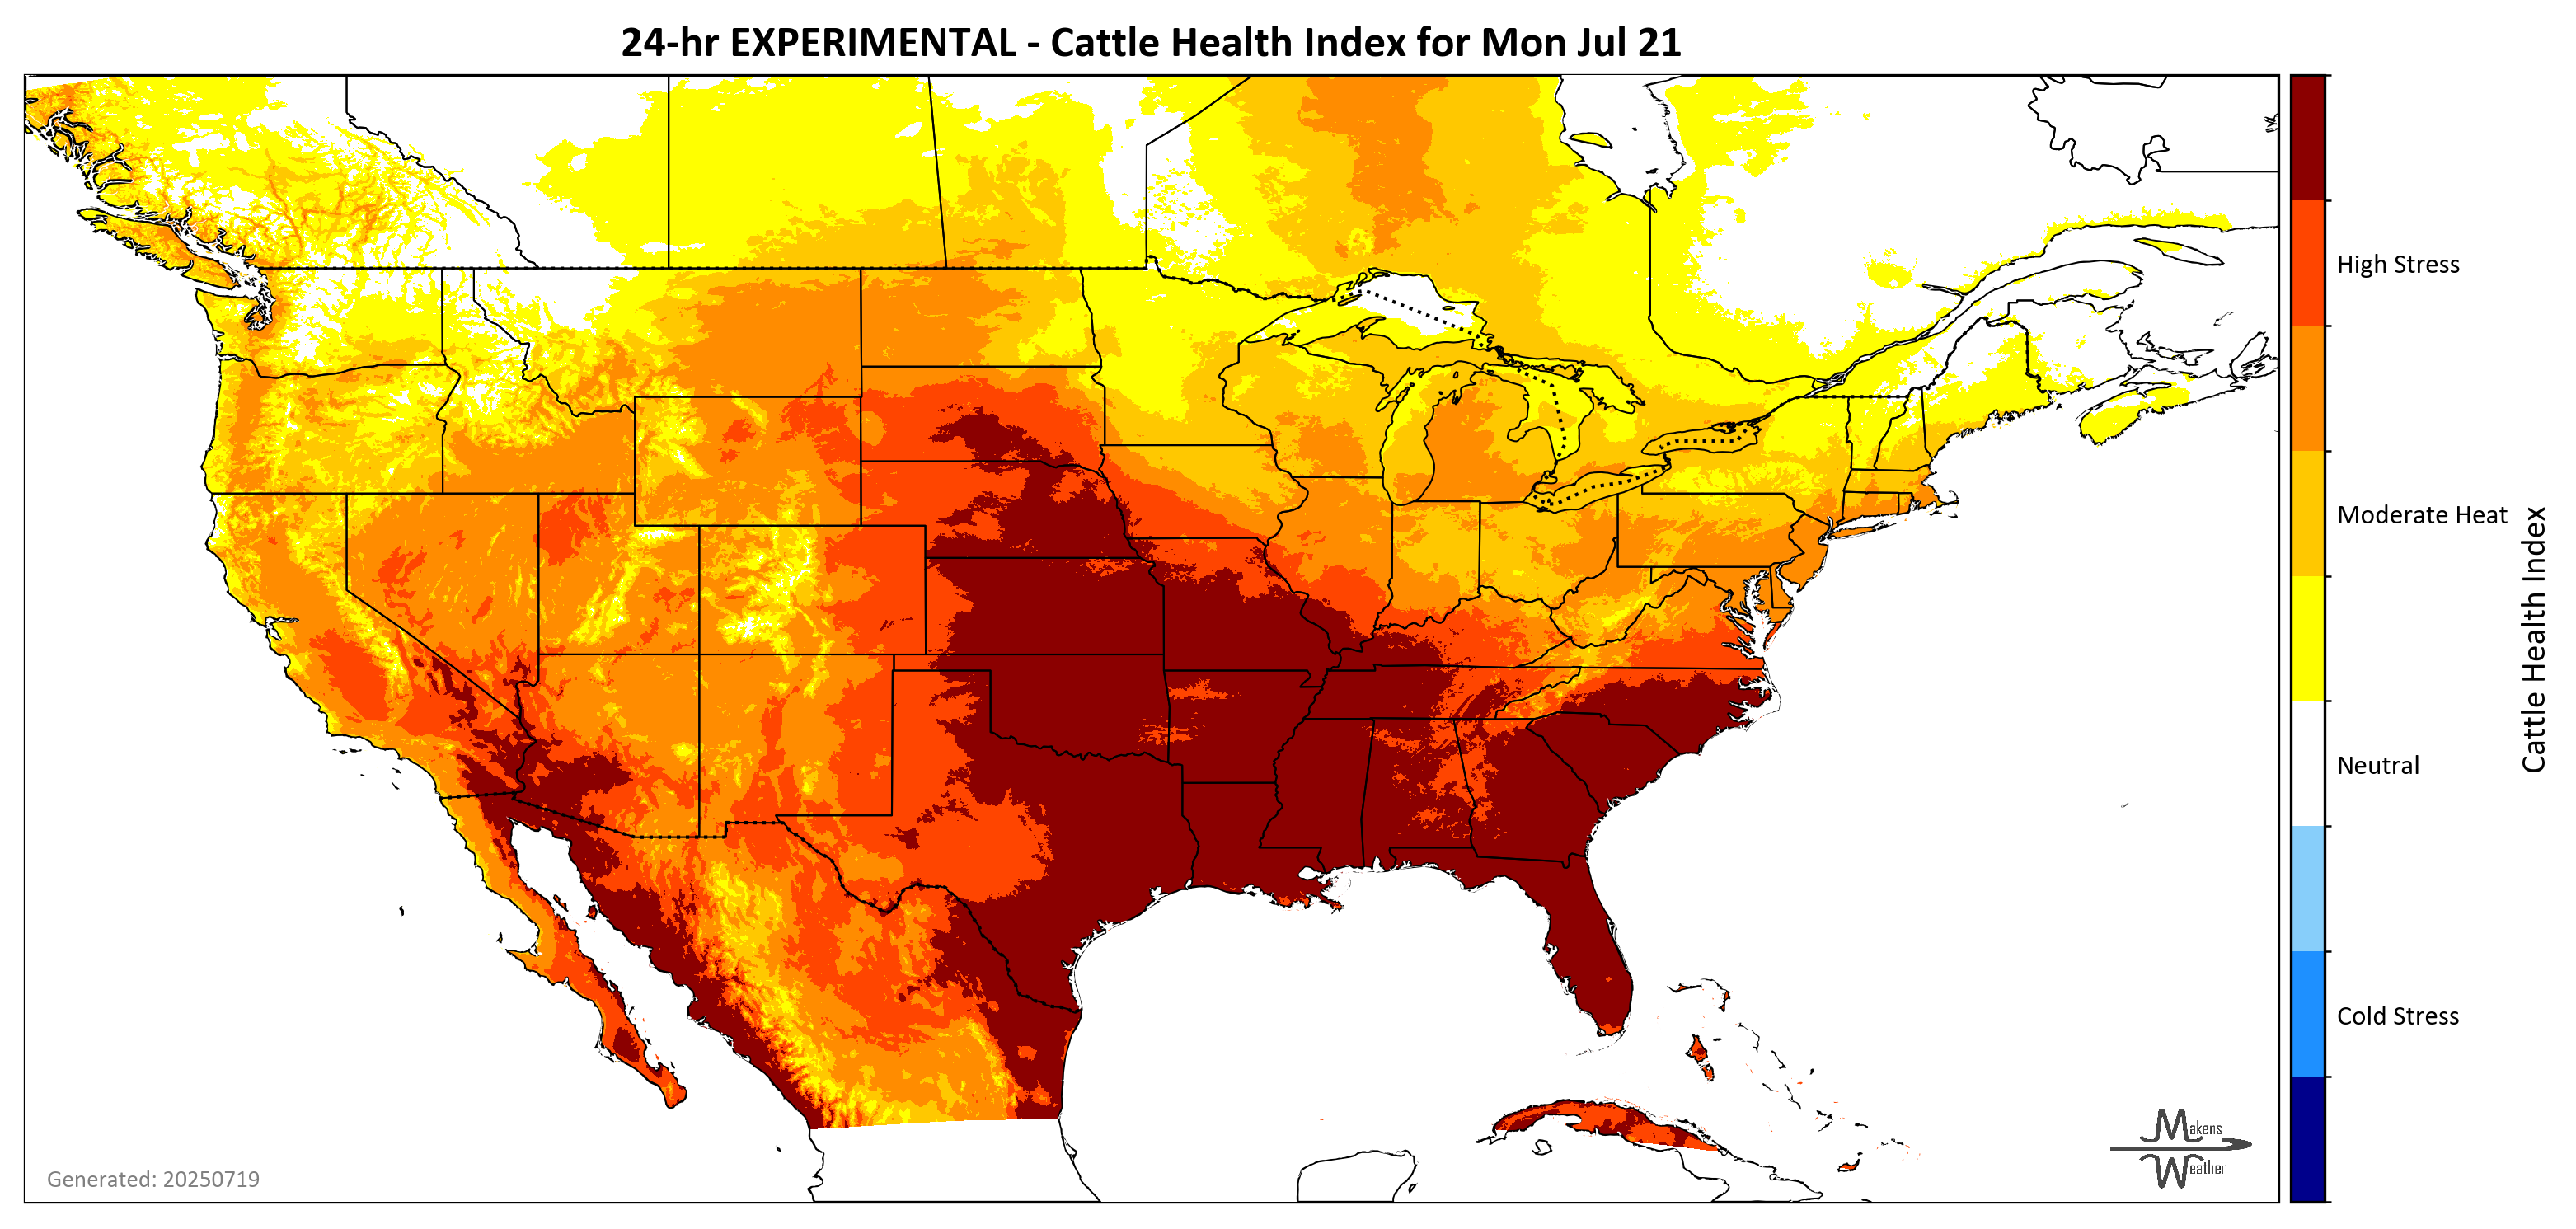 24-hr EXPERIMENTAL - Cattle Health Index for Mon Jul 21
High Stress
Moderate Heat
Neutral
Cold Stress
Cattle Health Index
Generated: 20250719
Makens
Weather